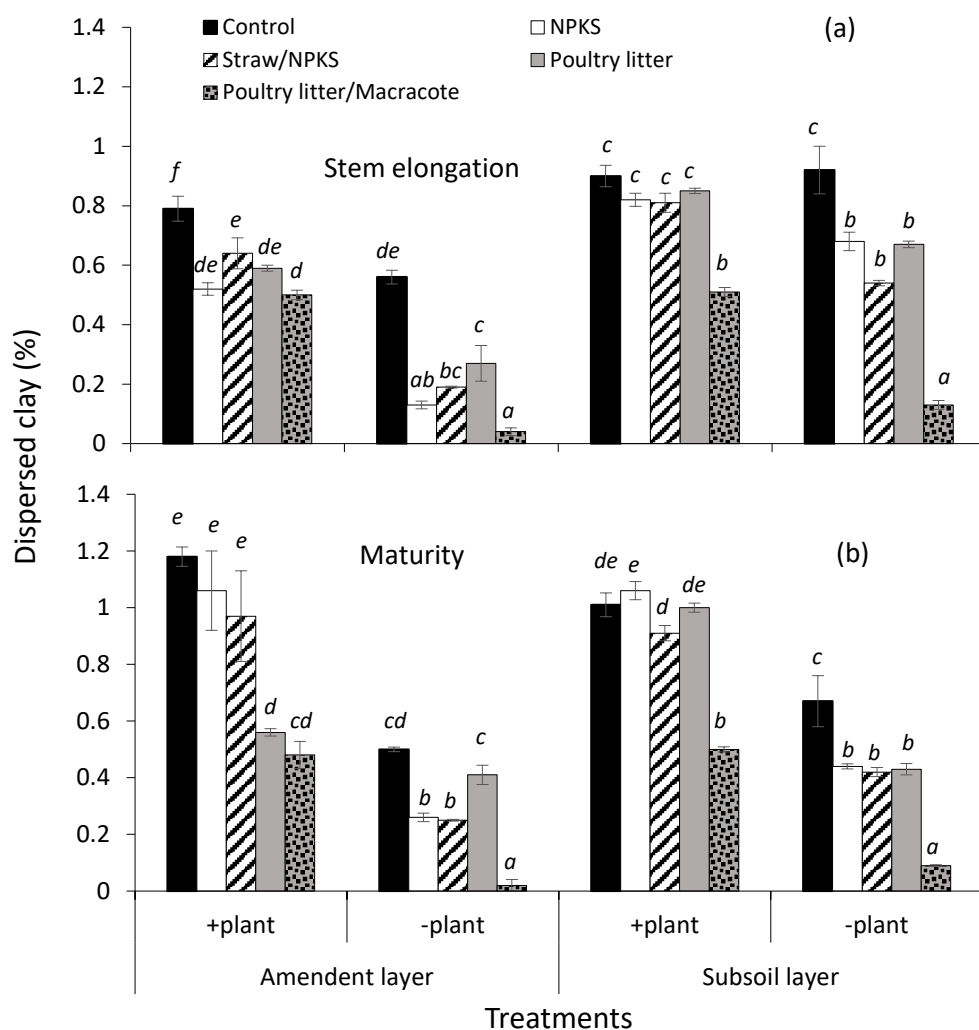 1.4
Control
NPKS
(a)
1.2
Straw/NPKS
Poultry litter
Poultry litter/Macracote
1
Stem elongation
0.8
0.6
0.4
0.2
0
f
de
e
de
d
de
ab
bc
c
a
c
c
c
c
b
c
b
b
b
a
Dispersed clay (%)
1.4
Maturity
(b)
1.2
1
0.8
0.6
0.4
0.2
0
e
e
e
d
cd
cd
b
b
c
a
de
e
d
de
b
c
b
b
b
a
+plant
-plant
+plant
-plant
Amendent layer
Subsoil layer
Treatments